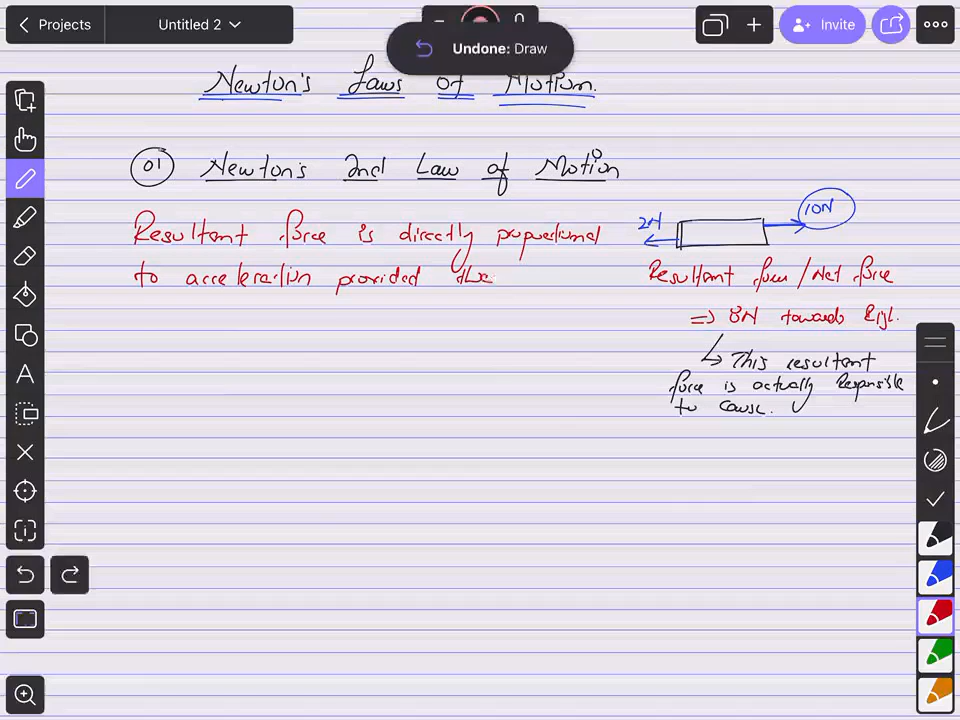 Projects
Untitled 2
Undone: Draw
Invite
Newton's Laws of Motion.
01 Newton's 2nd Law of Motion
Resultant force is directly proportional
to acceleration provided the
2N
10N
Resultant force / Net force
=> 8N towards Right.
↳ This resultant
force is actually Responsible
to cause.